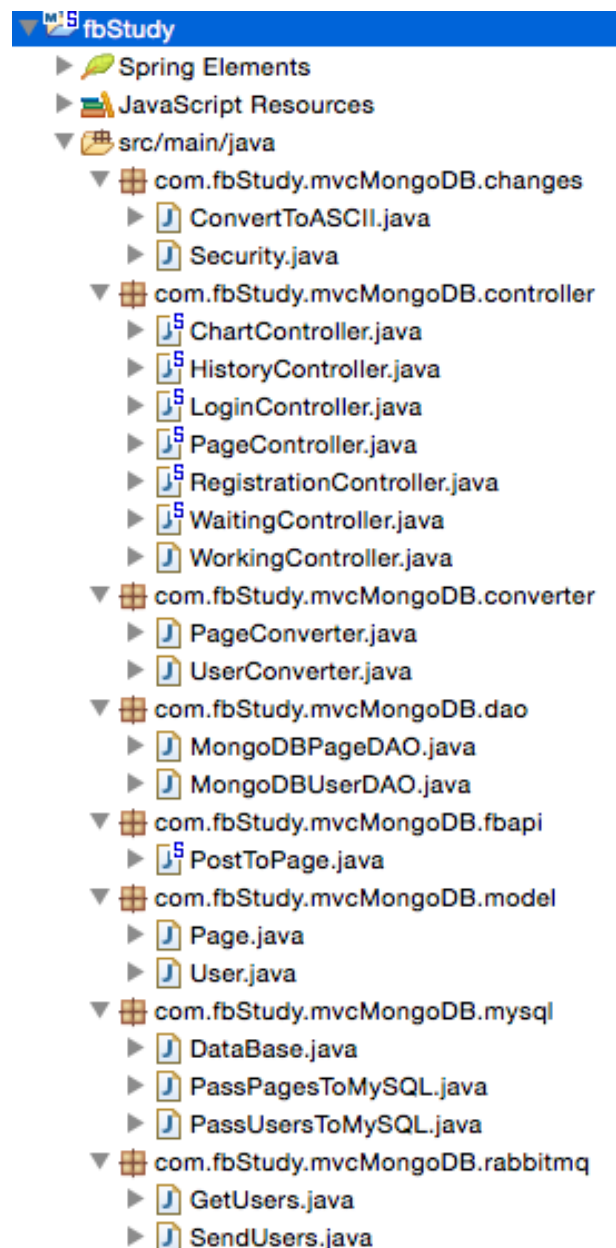 fbStudy
Spring Elements
JavaScript Resources
src/main/java
com.fbStudy.mvcMongoDB.changes
ConvertToASCII.java
Security.java
com.fbStudy.mvcMongoDB.controller
ChartController.java
HistoryController.java
LoginController.java
PageController.java
RegistrationController.java
WaitingController.java
WorkingController.java
com.fbStudy.mvcMongoDB.converter
PageConverter.java
UserConverter.java
com.fbStudy.mvcMongoDB.dao
MongoDBPageDAO.java
MongoDBUserDAO.java
com.fbStudy.mvcMongoDB.fbapi
PostToPage.java
com.fbStudy.mvcMongoDB.model
Page.java
User.java
com.fbStudy.mvcMongoDB.mysql
DataBase.java
PassPagesToMySQL.java
PassUsersToMySQL.java
com.fbStudy.mvcMongoDB.rabbitmq
GetUsers.java
SendUsers.java